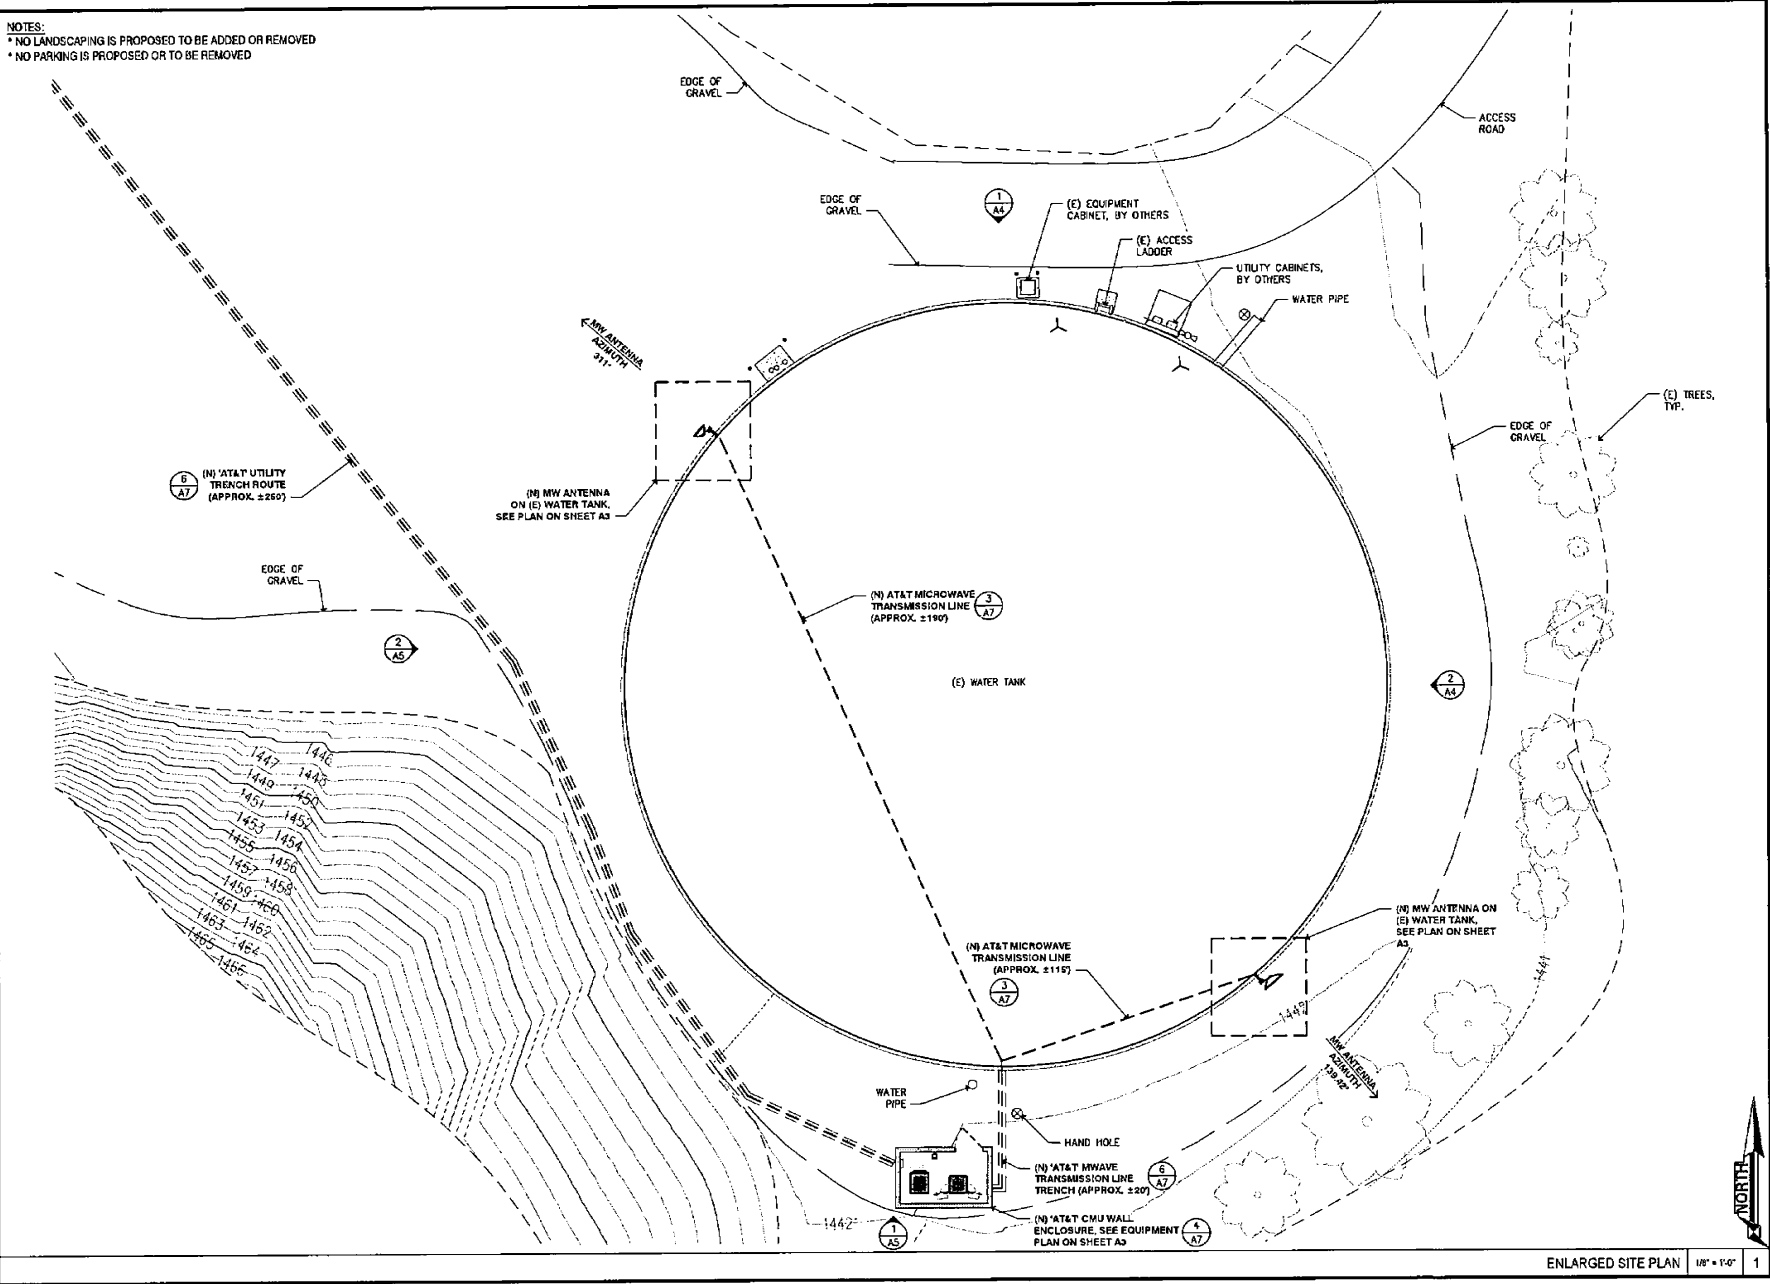 NOTES:
* NO LANDSCAPING IS PROPOSED TO BE ADDED OR REMOVED
* NO PARKING IS PROPOSED OR TO BE REMOVED
EDGE OF
GRAVEL
ACCESS
ROAD
EDGE OF
GRAVEL
1
A4
(E) EQUIPMENT
CABINET, BY OTHERS
(E) ACCESS
LADDER
UTILITY CABINETS,
BY OTHERS
WATER PIPE
MW ANTENNA
AZIMUTH
311°
(E) TREES,
TYP.
EDGE OF
GRAVEL
6
A7
(N) 'AT&T' UTILITY
TRENCH ROUTE
(APPROX. ±260')
(N) MW ANTENNA
ON (E) WATER TANK,
SEE PLAN ON SHEET A3
EDGE OF
GRAVEL
(N) AT&T MICROWAVE
TRANSMISSION LINE
(APPROX. ±190')
3
A7
2
A5
(E) WATER TANK
2
A4
1446
1447
1448
1449
1450
1451
1452
1453
1454
1455
1456
1457
1458
1459
1460
1461
1462
1463
1464
1465
1466
(N) MW ANTENNA ON
(E) WATER TANK,
SEE PLAN ON SHEET
A3
(N) AT&T MICROWAVE
TRANSMISSION LINE
(APPROX. ±115')
3
A7
1441
1442
MW ANTENNA
AZIMUTH
139.42°
WATER
PIPE
HAND HOLE
(N) 'AT&T' MWAVE
TRANSMISSION LINE
TRENCH (APPROX. ±20')
6
A7
1442
1
A5
(N) 'AT&T' CMU WALL
ENCLOSURE, SEE EQUIPMENT
PLAN ON SHEET A3
4
A7
NORTH
ENLARGED SITE PLAN
1/8" = 1'-0"
1